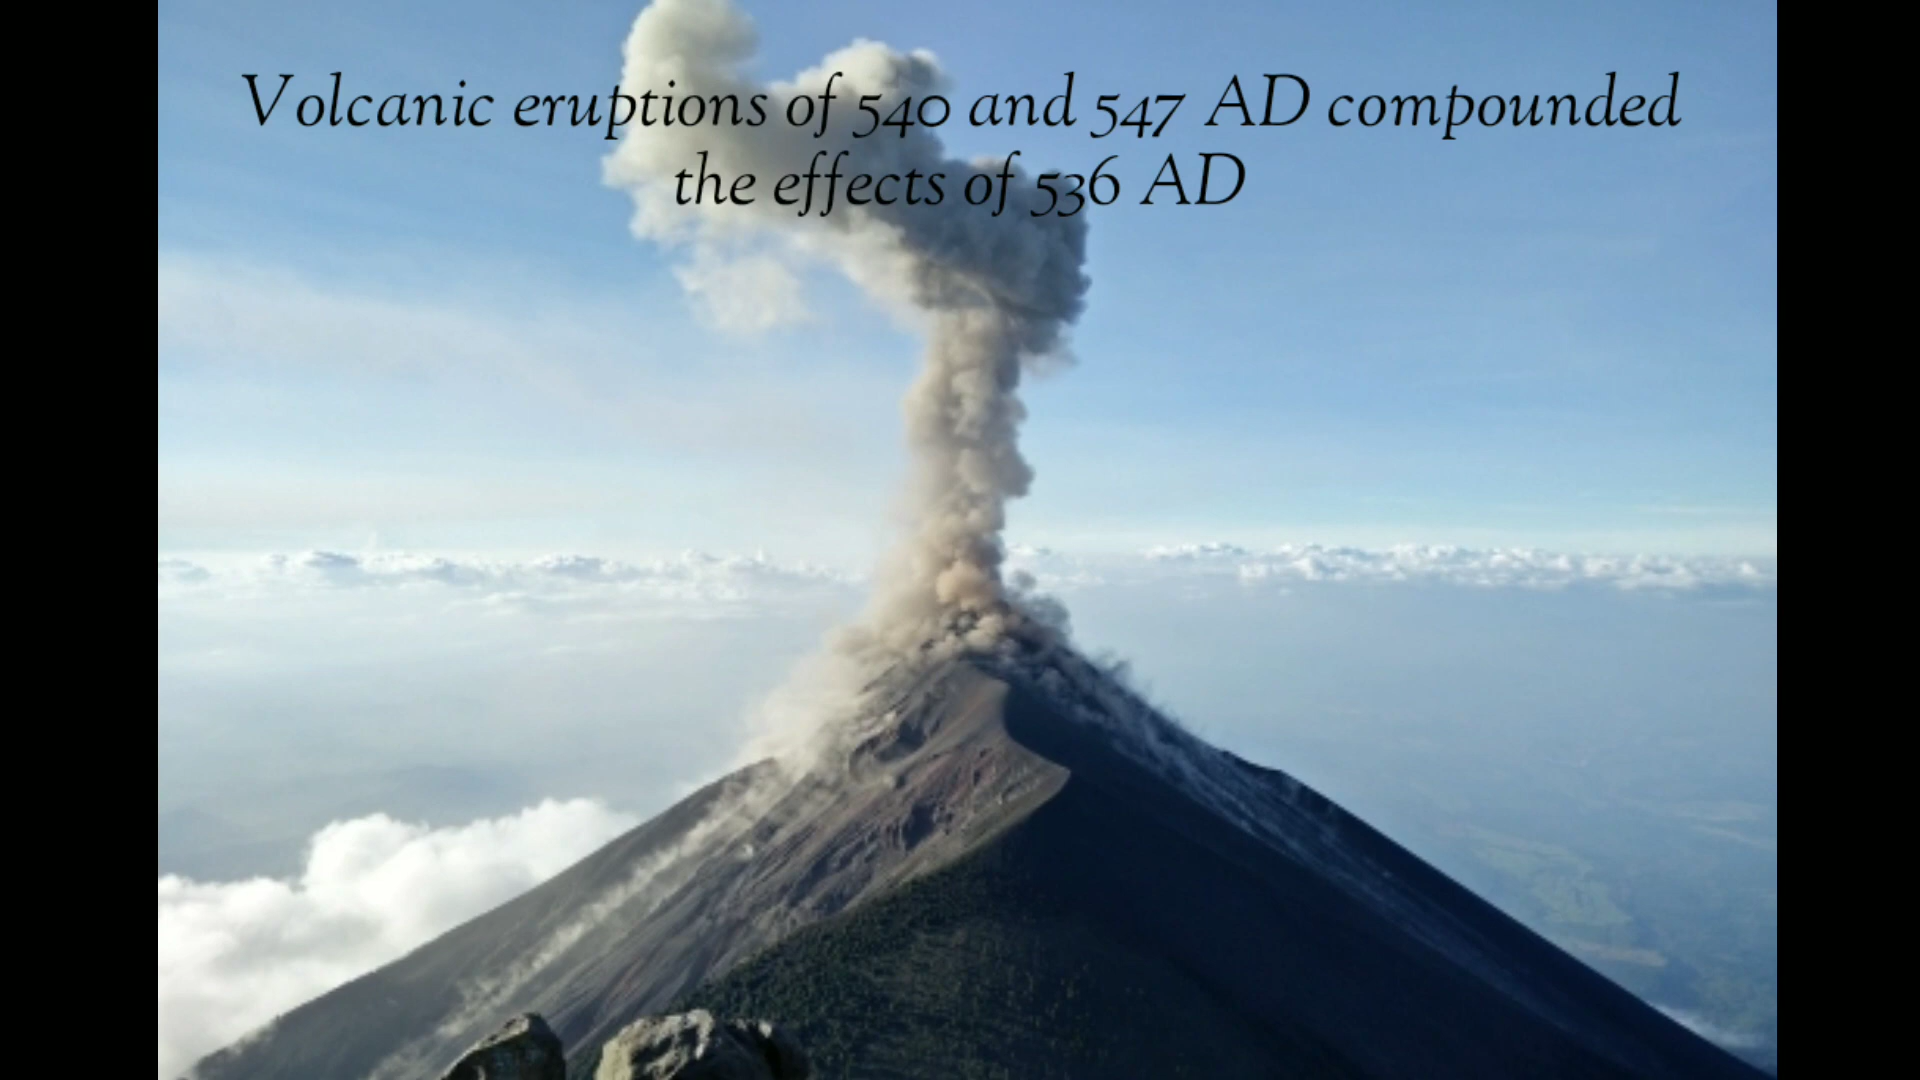 Volcanic eruptions of 540 and 547 AD compounded
the effects of 536 AD